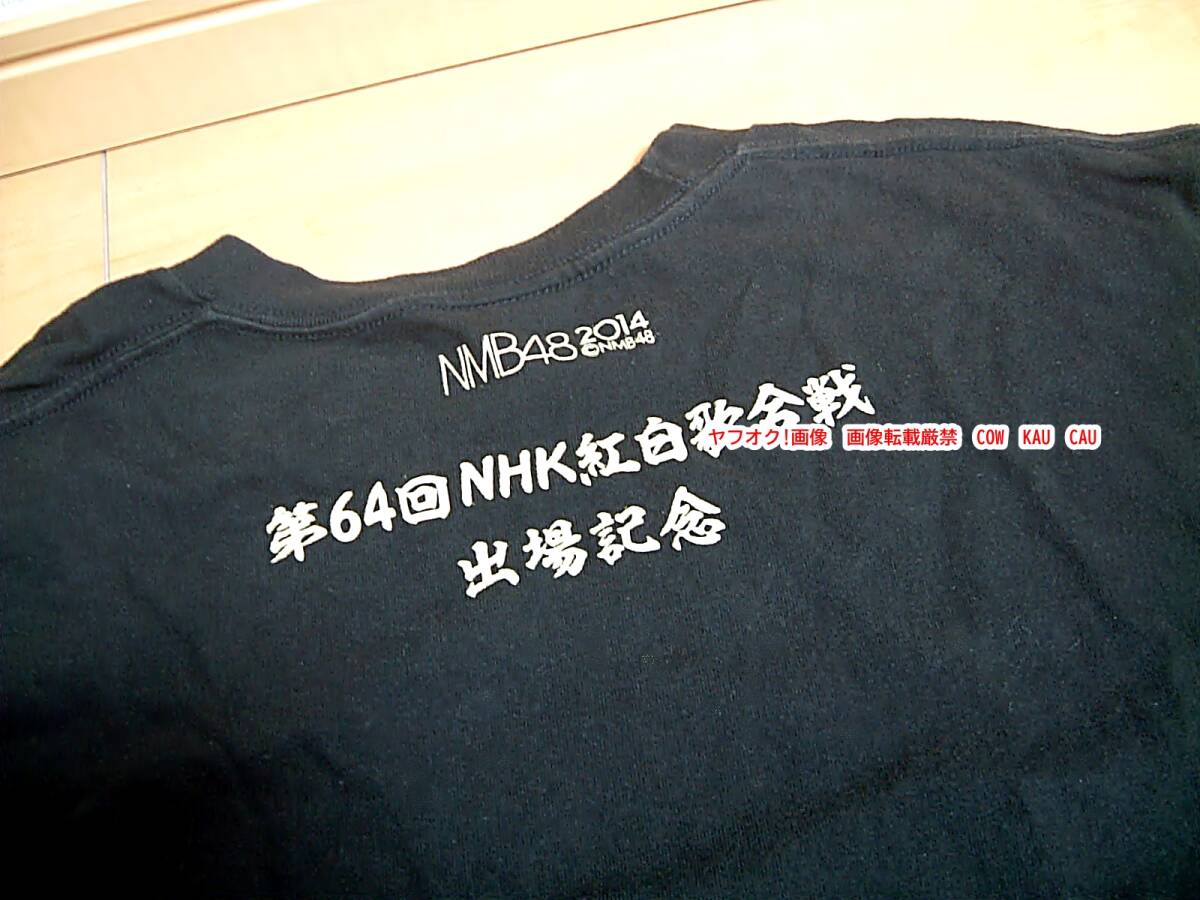 NMB48 2014
©NMB48
第64回NHK紅白歌合戦
出場記念
ヤフオク!画像 画像転載厳禁 COW KAU CAU